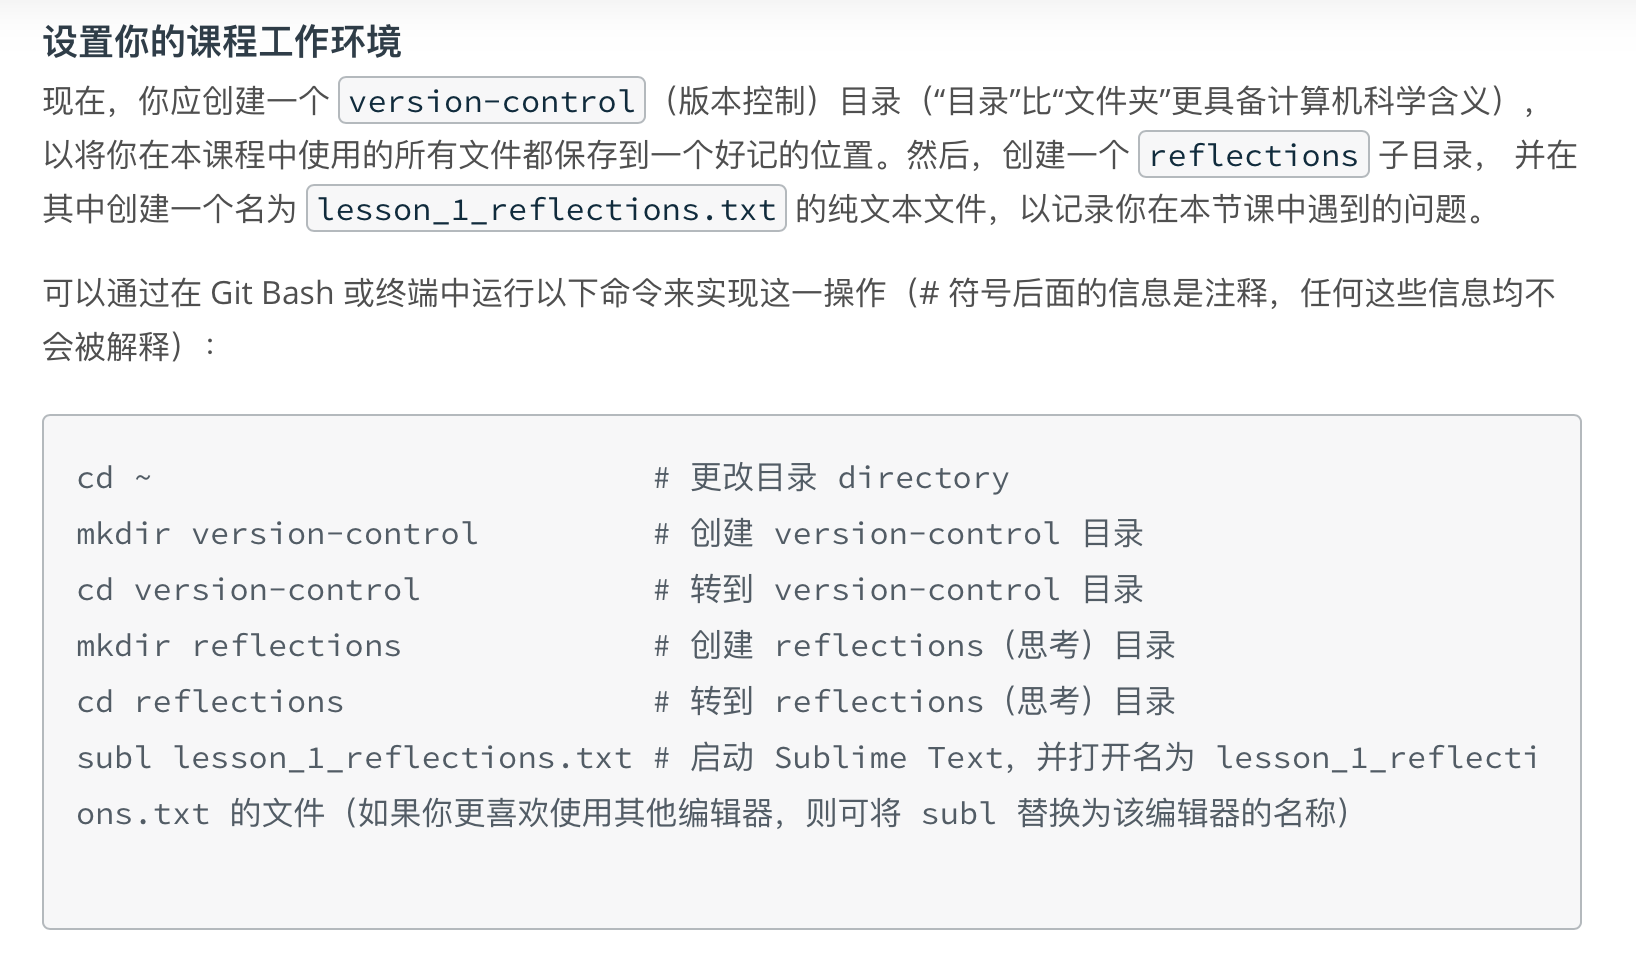 设置你的课程工作环境
现在，你应创建一个 version-control （版本控制）目录（“目录”比“文件夹”更具备计算机科学含义），
以将你在本课程中使用的所有文件都保存到一个好记的位置。然后，创建一个 reflections 子目录， 并在
其中创建一个名为 lesson_1_reflections.txt 的纯文本文件，以记录你在本节课中遇到的问题。
可以通过在 Git Bash 或终端中运行以下命令来实现这一操作（# 符号后面的信息是注释，任何这些信息均不
会被解释）：
cd ~                          # 更改目录 directory
mkdir version-control         # 创建 version-control 目录
cd version-control            # 转到 version-control 目录
mkdir reflections             # 创建 reflections（思考）目录
cd reflections                # 转到 reflections（思考）目录
subl lesson_1_reflections.txt # 启动 Sublime Text，并打开名为 lesson_1_reflecti
ons.txt 的文件（如果你更喜欢使用其他编辑器，则可将 subl 替换为该编辑器的名称）